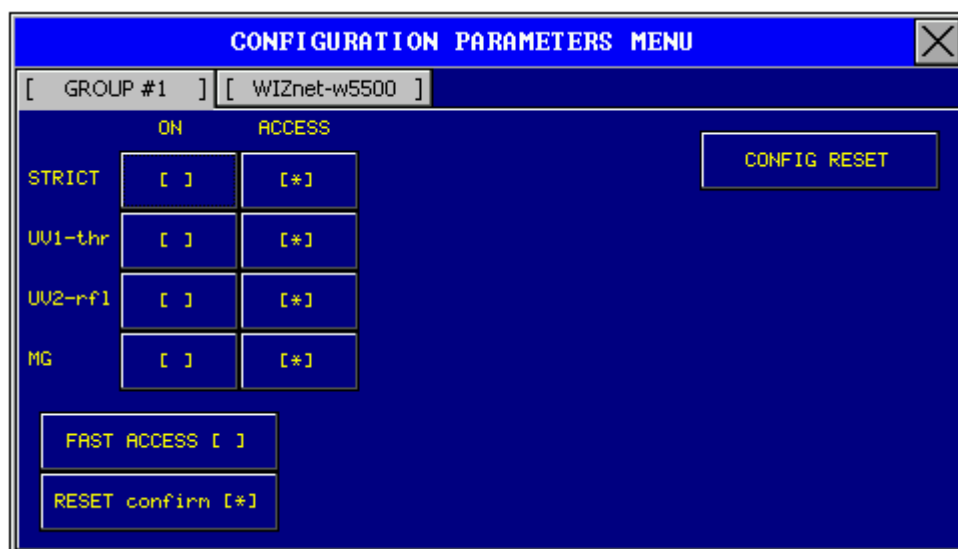 CONFIGURATION PARAMETERS MENU
[ GROUP #1 ] [ WIZnet-w5500 ]
ON ACCESS
CONFIG RESET
STRICT [ ] [*]
UV1-thr [ ] [*]
UV2-rfl [ ] [*]
MG [ ] [*]
FAST ACCESS [ ]
RESET confirm [*]